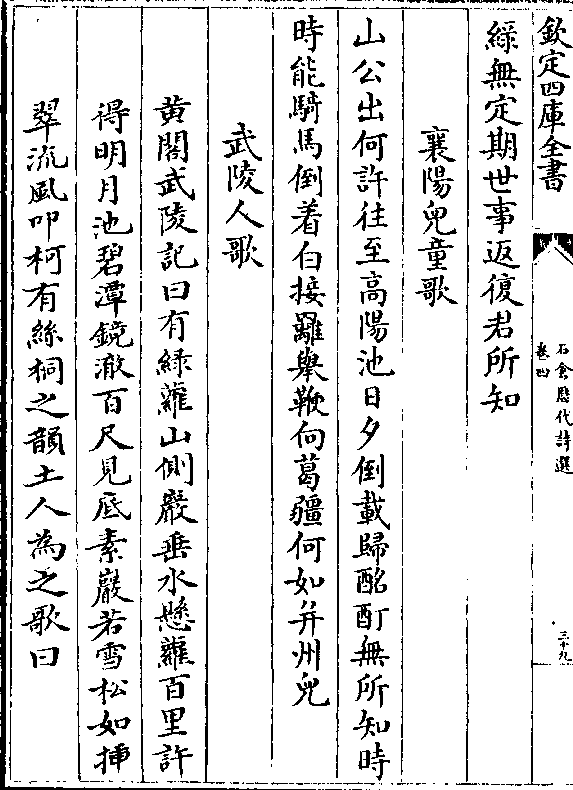 欽定四庫全書
石倉歷代詩選
卷四
三十九
綠無定期世事返復君所知
襄陽兒童歌
山公出何許往至高陽池日夕倒載歸酩酊無所知時
時能騎馬倒着白接䍦舉鞭向葛疆何如并州兒
武陵人歌
黄閣武陵記曰有緑蘿山側巖垂水懸蘿百里許
得明月池碧潭鏡澈百尺見底素巖若雪松如挿
翠流風叩柯有絲桐之韻土人為之歌曰